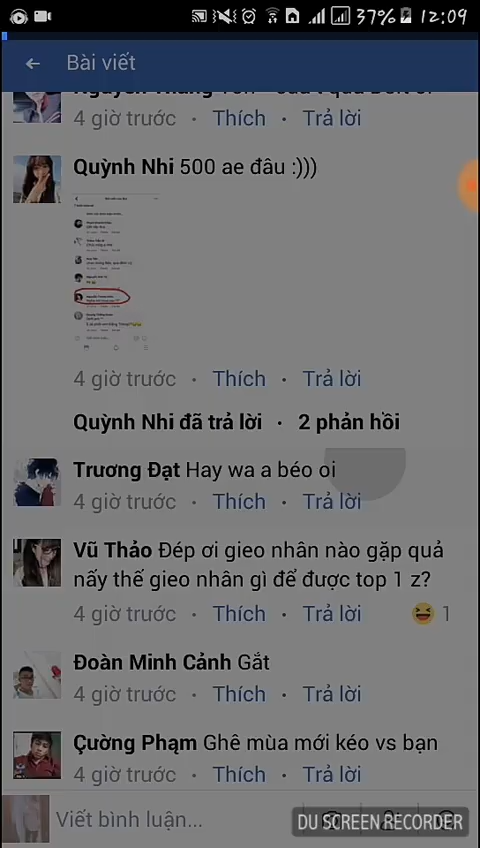 37% 12:09
Bài viết
4 giờ trước · Thích · Trả lời
Quỳnh Nhi 500 ae đâu :)))
4 giờ trước · Thích · Trả lời
Quỳnh Nhi đã trả lời · 2 phản hồi
Trương Đạt Hay wa a béo oi
4 giờ trước · Thích · Trả lời
Vũ Thảo Đép ơi gieo nhân nào gặp quả
nấy thế gieo nhân gì để được top 1 z?
4 giờ trước · Thích · Trả lời 1
Đoàn Minh Cảnh Gắt
4 giờ trước · Thích · Trả lời
Çường Phạm Ghê mùa mới kéo vs bạn
4 giờ trước · Thích · Trả lời
Viết bình luận...
DU SCREEN RECORDER